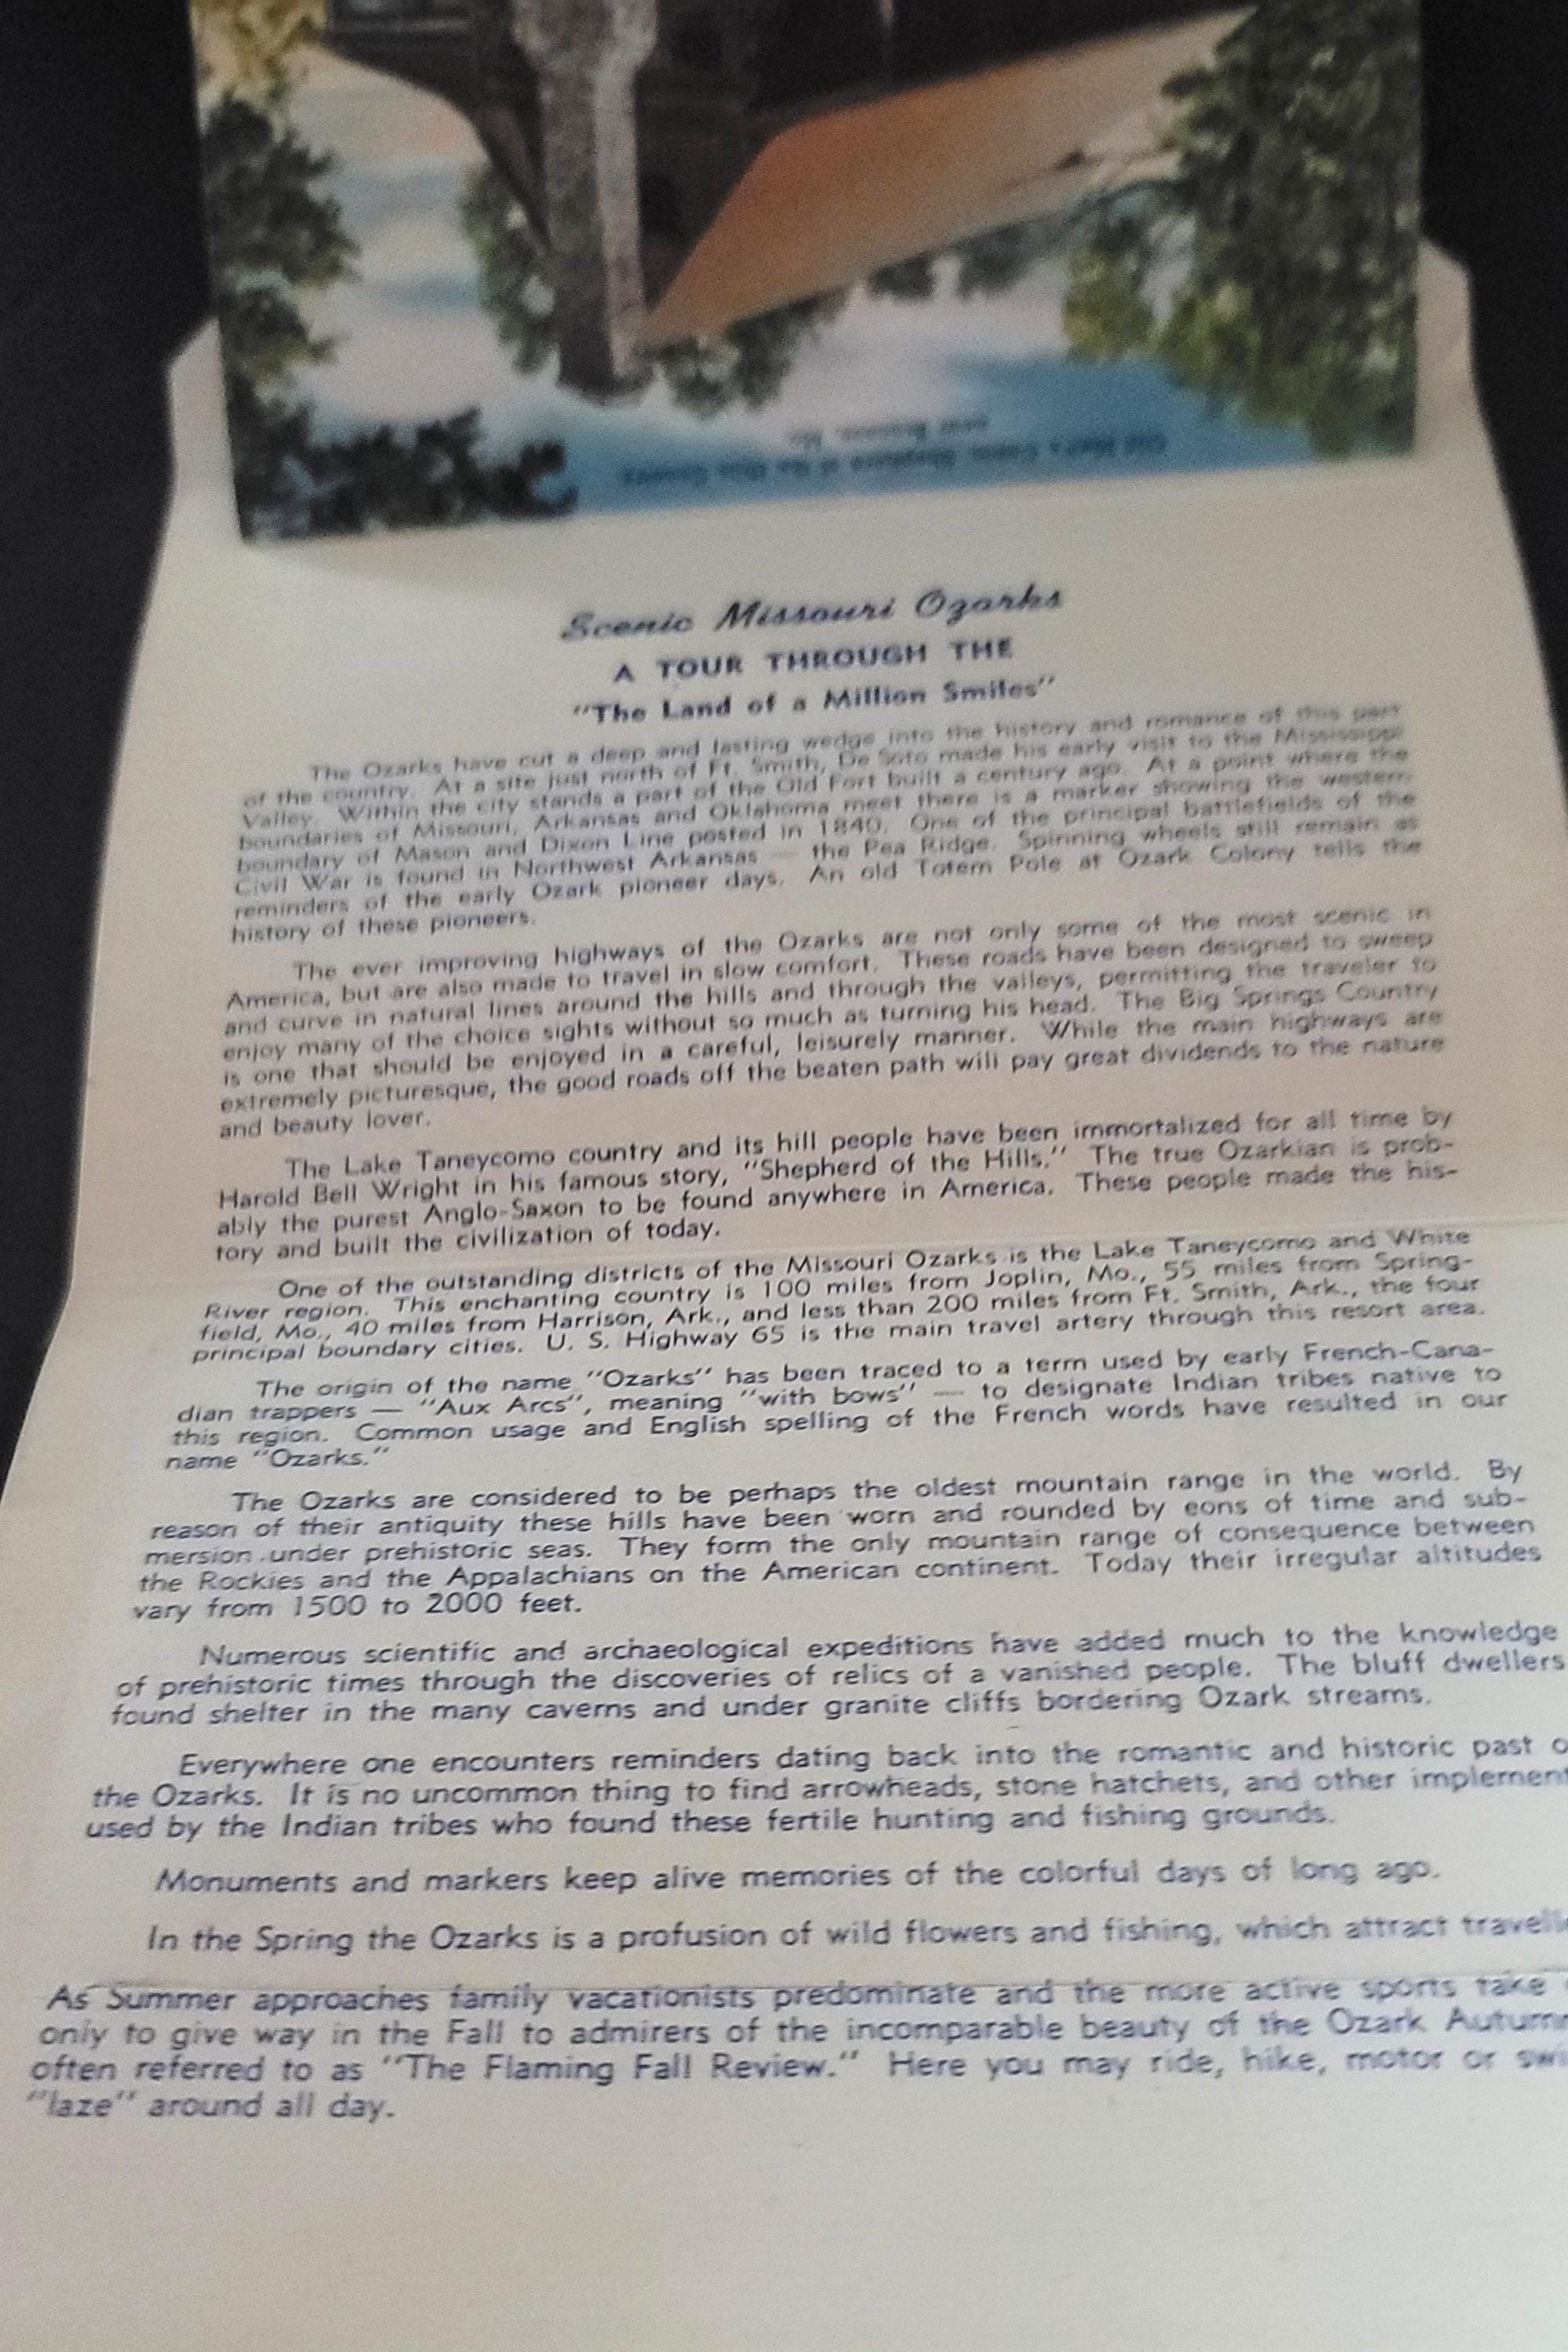 Old Matt's Cabin
near Branson, Mo.
Scenic Missouri Ozarks
A TOUR THROUGH THE
"The Land of a Million Smiles"
The Ozarks have cut a deep and lasting wedge into the history and romance of this part
of the country. At a site just north of Ft. Smith, De Soto made his early visit to the Mississippi
Valley. Within the city stands a part of the Old Fort built a century ago. At a point where the
boundaries of Missouri, Arkansas and Oklahoma meet there is a marker showing the western
boundary of Mason and Dixon Line posted in 1840. One of the principal battlefields of the
Civil War is found in Northwest Arkansas — the Pea Ridge. Spinning wheels still remain as
reminders of the early Ozark pioneer days. An old Totem Pole at Ozark Colony tells the
history of these pioneers.
The ever improving highways of the Ozarks are not only some of the most scenic in
America, but are also made to travel in slow comfort. These roads have been designed to sweep
and curve in natural lines around the hills and through the valleys, permitting the traveler to
enjoy many of the choice sights without so much as turning his head. The Big Springs Country
is one that should be enjoyed in a careful, leisurely manner. While the main highways are
extremely picturesque, the good roads off the beaten path will pay great dividends to the nature
and beauty lover.
The Lake Taneycomo country and its hill people have been immortalized for all time by
Harold Bell Wright in his famous story, "Shepherd of the Hills." The true Ozarkian is prob-
ably the purest Anglo-Saxon to be found anywhere in America. These people made the his-
tory and built the civilization of today.
One of the outstanding districts of the Missouri Ozarks is the Lake Taneycomo and White
River region. This enchanting country is 100 miles from Joplin, Mo., 55 miles from Spring-
field, Mo., 40 miles from Harrison, Ark., and less than 200 miles from Ft. Smith, Ark., the four
principal boundary cities. U. S. Highway 65 is the main travel artery through this resort area.
The origin of the name "Ozarks" has been traced to a term used by early French-Cana-
dian trappers — "Aux Arcs", meaning "with bows" — to designate Indian tribes native to
this region. Common usage and English spelling of the French words have resulted in our
name "Ozarks."
The Ozarks are considered to be perhaps the oldest mountain range in the world. By
reason of their antiquity these hills have been worn and rounded by eons of time and sub-
mersion under prehistoric seas. They form the only mountain range of consequence between
the Rockies and the Appalachians on the American continent. Today their irregular altitudes
vary from 1500 to 2000 feet.
Numerous scientific and archaeological expeditions have added much to the knowledge
of prehistoric times through the discoveries of relics of a vanished people. The bluff dwellers
found shelter in the many caverns and under granite cliffs bordering Ozark streams.
Everywhere one encounters reminders dating back into the romantic and historic past o
the Ozarks. It is no uncommon thing to find arrowheads, stone hatchets, and other implement
used by the Indian tribes who found these fertile hunting and fishing grounds.
Monuments and markers keep alive memories of the colorful days of long ago.
In the Spring the Ozarks is a profusion of wild flowers and fishing, which attract travell
As Summer approaches family vacationists predominate and the more active sports take
only to give way in the Fall to admirers of the incomparable beauty of the Ozark Autumn
often referred to as "The Flaming Fall Review." Here you may ride, hike, motor or swi
"laze" around all day.